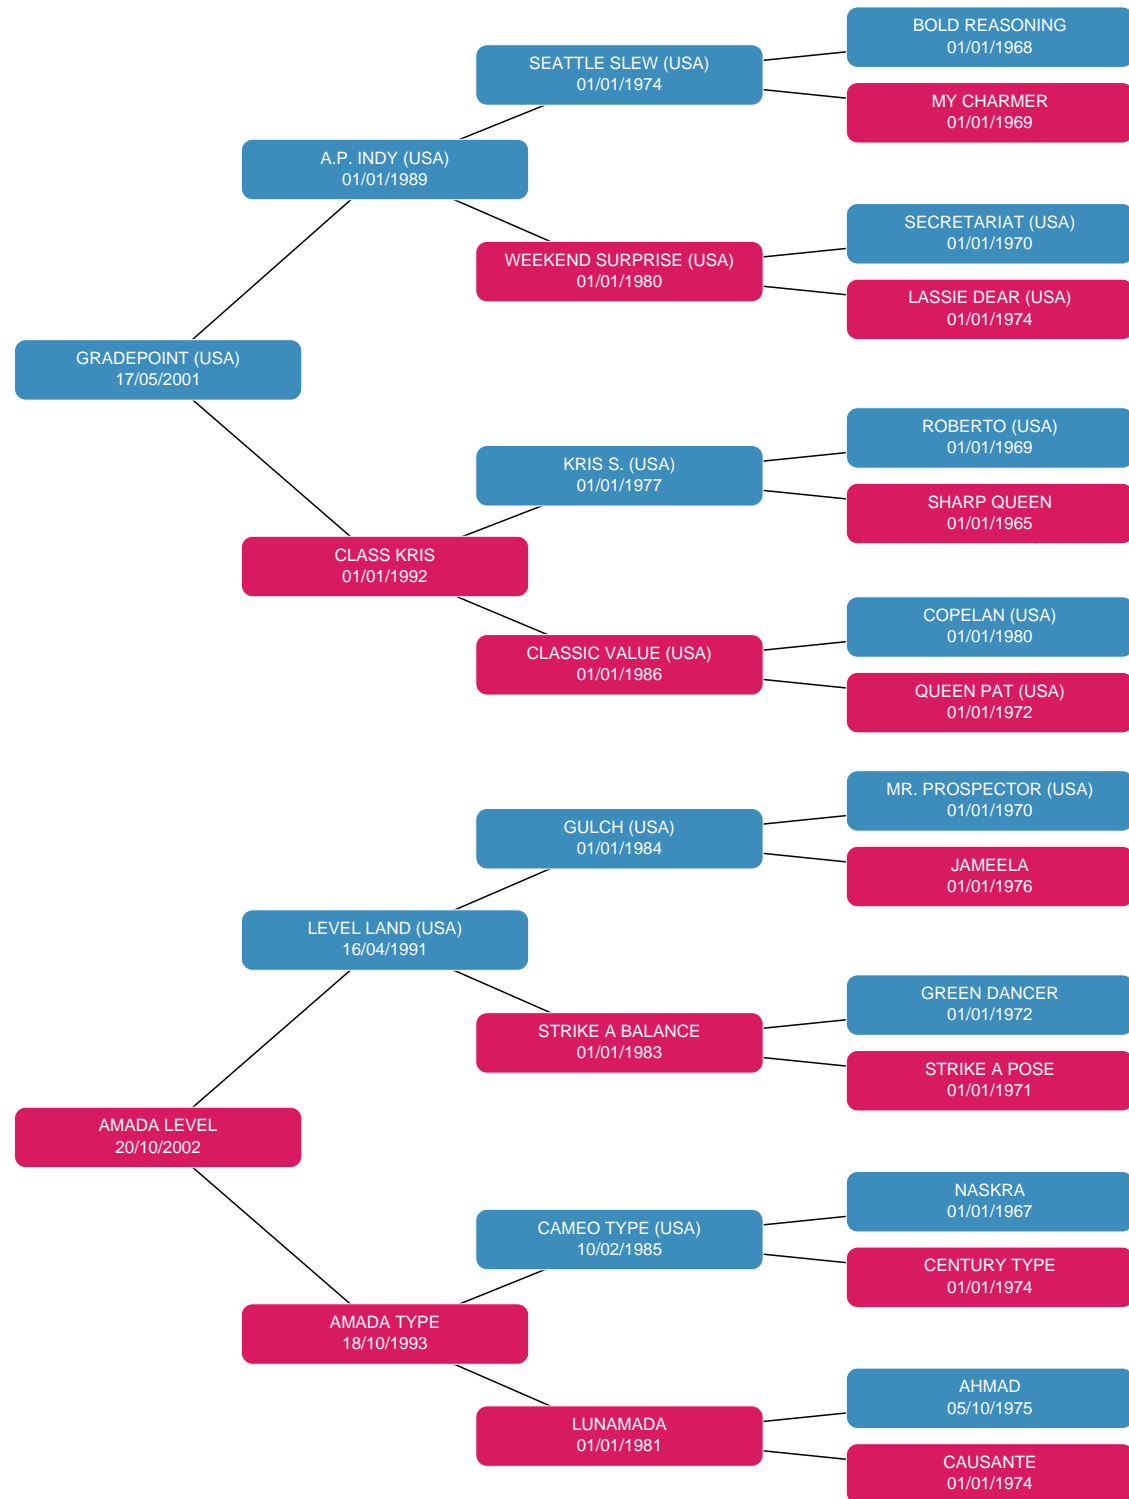 BOLD REASONING
01/01/1968
SEATTLE SLEW (USA)
01/01/1974
MY CHARMER
01/01/1969
A.P. INDY (USA)
01/01/1989
SECRETARIAT (USA)
01/01/1970
WEEKEND SURPRISE (USA)
01/01/1980
LASSIE DEAR (USA)
01/01/1974
GRADEPOINT (USA)
17/05/2001
ROBERTO (USA)
01/01/1969
KRIS S. (USA)
01/01/1977
SHARP QUEEN
01/01/1965
CLASS KRIS
01/01/1992
COPELAN (USA)
01/01/1980
CLASSIC VALUE (USA)
01/01/1986
QUEEN PAT (USA)
01/01/1972
MR. PROSPECTOR (USA)
01/01/1970
GULCH (USA)
01/01/1984
JAMEELA
01/01/1976
LEVEL LAND (USA)
16/04/1991
GREEN DANCER
01/01/1972
STRIKE A BALANCE
01/01/1983
STRIKE A POSE
01/01/1971
AMADA LEVEL
20/10/2002
NASKRA
01/01/1967
CAMEO TYPE (USA)
10/02/1985
CENTURY TYPE
01/01/1974
AMADA TYPE
18/10/1993
AHMAD
05/10/1975
LUNAMADA
01/01/1981
CAUSANTE
01/01/1974